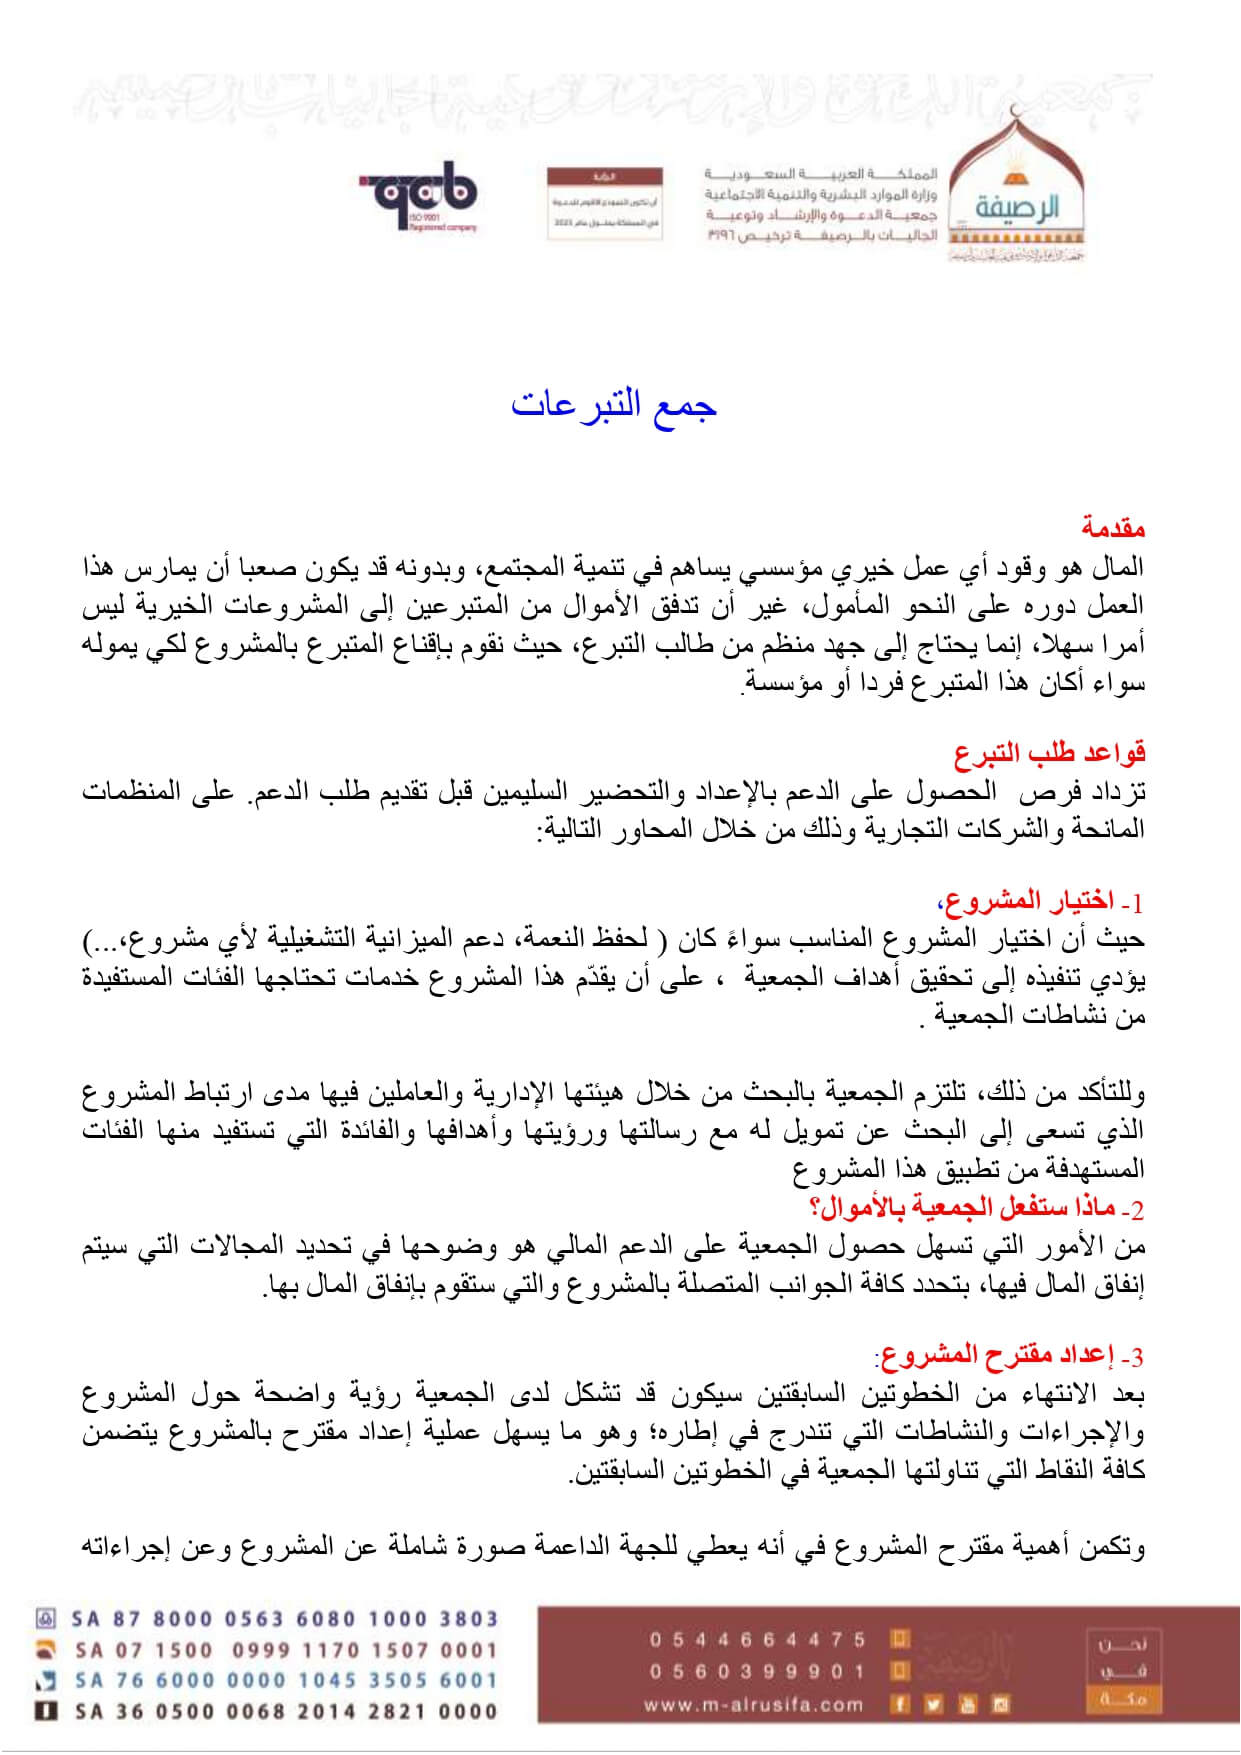 المملكة العربية السعودية
وزارة الموارد البشرية والتنمية الاجتماعية
جمعية الدعوة والإرشاد وتوعية
الجاليات بالرصيفة ترخيص ٣١٩٦
الرصيفة
الرؤية
أن نكون النموذج الأقوم للدعوة
في المملكة بحلول عام 2023
qab
ISO 9001
Registered company
جمع التبرعات
مقدمة
المال هو وقود أي عمل خيري مؤسسي يساهم في تنمية المجتمع، وبدونه قد يكون صعبا أن يمارس هذا
العمل دوره على النحو المأمول، غير أن تدفق الأموال من المتبرعين إلى المشروعات الخيرية ليس
أمرا سهلا، إنما يحتاج إلى جهد منظم من طالب التبرع، حيث نقوم بإقناع المتبرع بالمشروع لكي يموله
سواء أكان هذا المتبرع فردا أو مؤسسة.
قواعد طلب التبرع
تزداد فرص الحصول على الدعم بالإعداد والتحضير السليمين قبل تقديم طلب الدعم. على المنظمات
المانحة والشركات التجارية وذلك من خلال المحاور التالية:
1- اختيار المشروع،
حيث أن اختيار المشروع المناسب سواءً كان ( لحفظ النعمة، دعم الميزانية التشغيلية لأي مشروع،...)
يؤدي تنفيذه إلى تحقيق أهداف الجمعية ، على أن يقدّم هذا المشروع خدمات تحتاجها الفئات المستفيدة
من نشاطات الجمعية .
وللتأكد من ذلك، تلتزم الجمعية بالبحث من خلال هيئتها الإدارية والعاملين فيها مدى ارتباط المشروع
الذي تسعى إلى البحث عن تمويل له مع رسالتها ورؤيتها وأهدافها والفائدة التي تستفيد منها الفئات
المستهدفة من تطبيق هذا المشروع
2- ماذا ستفعل الجمعية بالأموال؟
من الأمور التي تسهل حصول الجمعية على الدعم المالي هو وضوحها في تحديد المجالات التي سيتم
إنفاق المال فيها، بتحدد كافة الجوانب المتصلة بالمشروع والتي ستقوم بإنفاق المال بها.
3- إعداد مقترح المشروع:
بعد الانتهاء من الخطوتين السابقتين سيكون قد تشكل لدى الجمعية رؤية واضحة حول المشروع
والإجراءات والنشاطات التي تندرج في إطاره؛ وهو ما يسهل عملية إعداد مقترح بالمشروع يتضمن
كافة النقاط التي تناولتها الجمعية في الخطوتين السابقتين.
وتكمن أهمية مقترح المشروع في أنه يعطي للجهة الداعمة صورة شاملة عن المشروع وعن إجراءاته
SA 87 8000 0563 6080 1000 3803
SA 07 1500 0999 1170 1507 0001
SA 76 6000 0000 1045 3505 6001
SA 36 0500 0068 2014 2821 0000
0544664475
0560399901
www.m-alrusifa.com
نحن
في
مكة